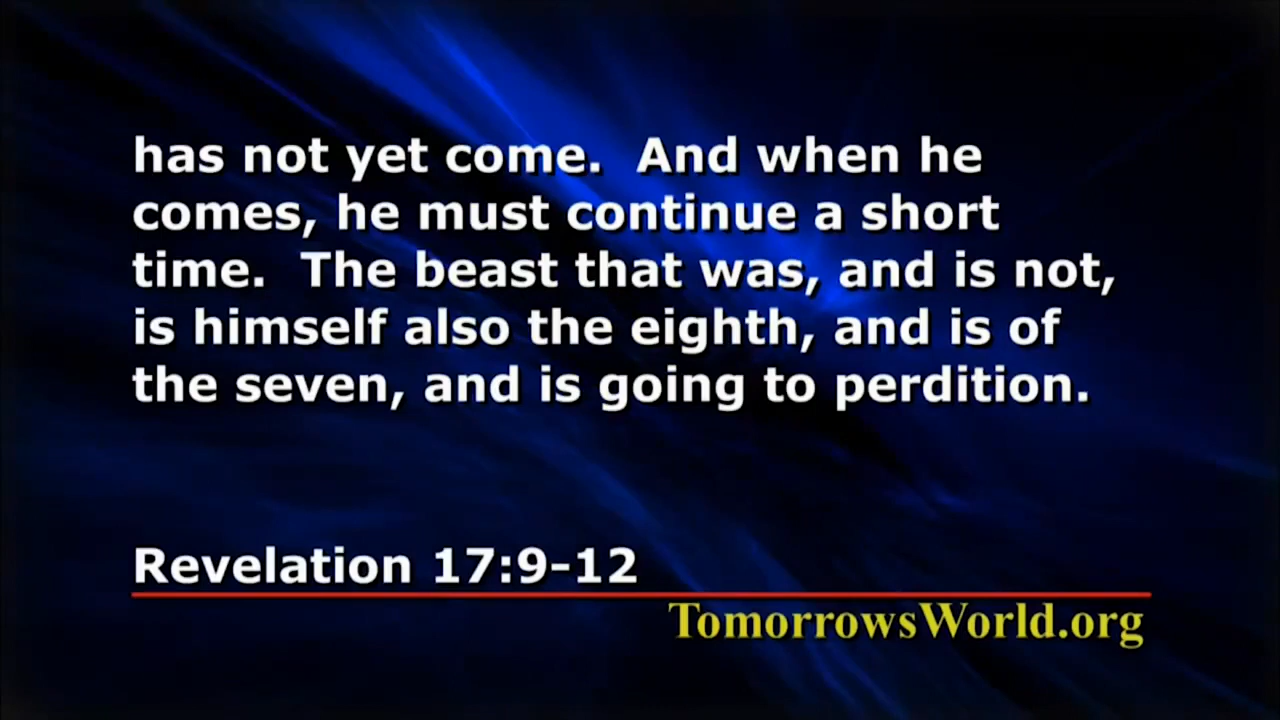 has not yet come.  And when he
comes, he must continue a short
time.  The beast that was, and is not,
is himself also the eighth, and is of
the seven, and is going to perdition.
Revelation 17:9-12
TomorrowsWorld.org